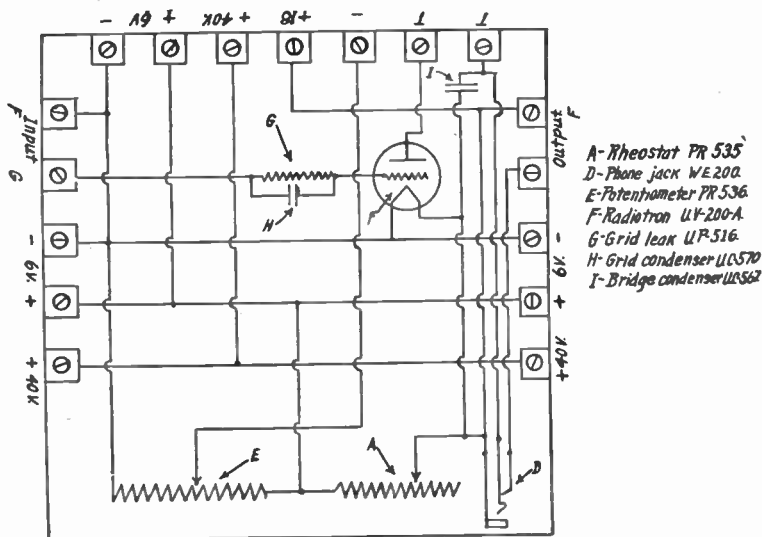 - 6V + + 40V +18 - T T
I
Input
F
G
- 6V. +
+ 40V
G
H
F
Output
F
- 6V. +
+40V.
E
A
D
A-Rheostat PR 535
D-Phone jack WE 200.
E-Potentiometer PR 536.
F-Radiotron UV-200-A
G-Grid leak UP-516.
H-Grid condenser UC-570
I-Bridge condenser UC-567